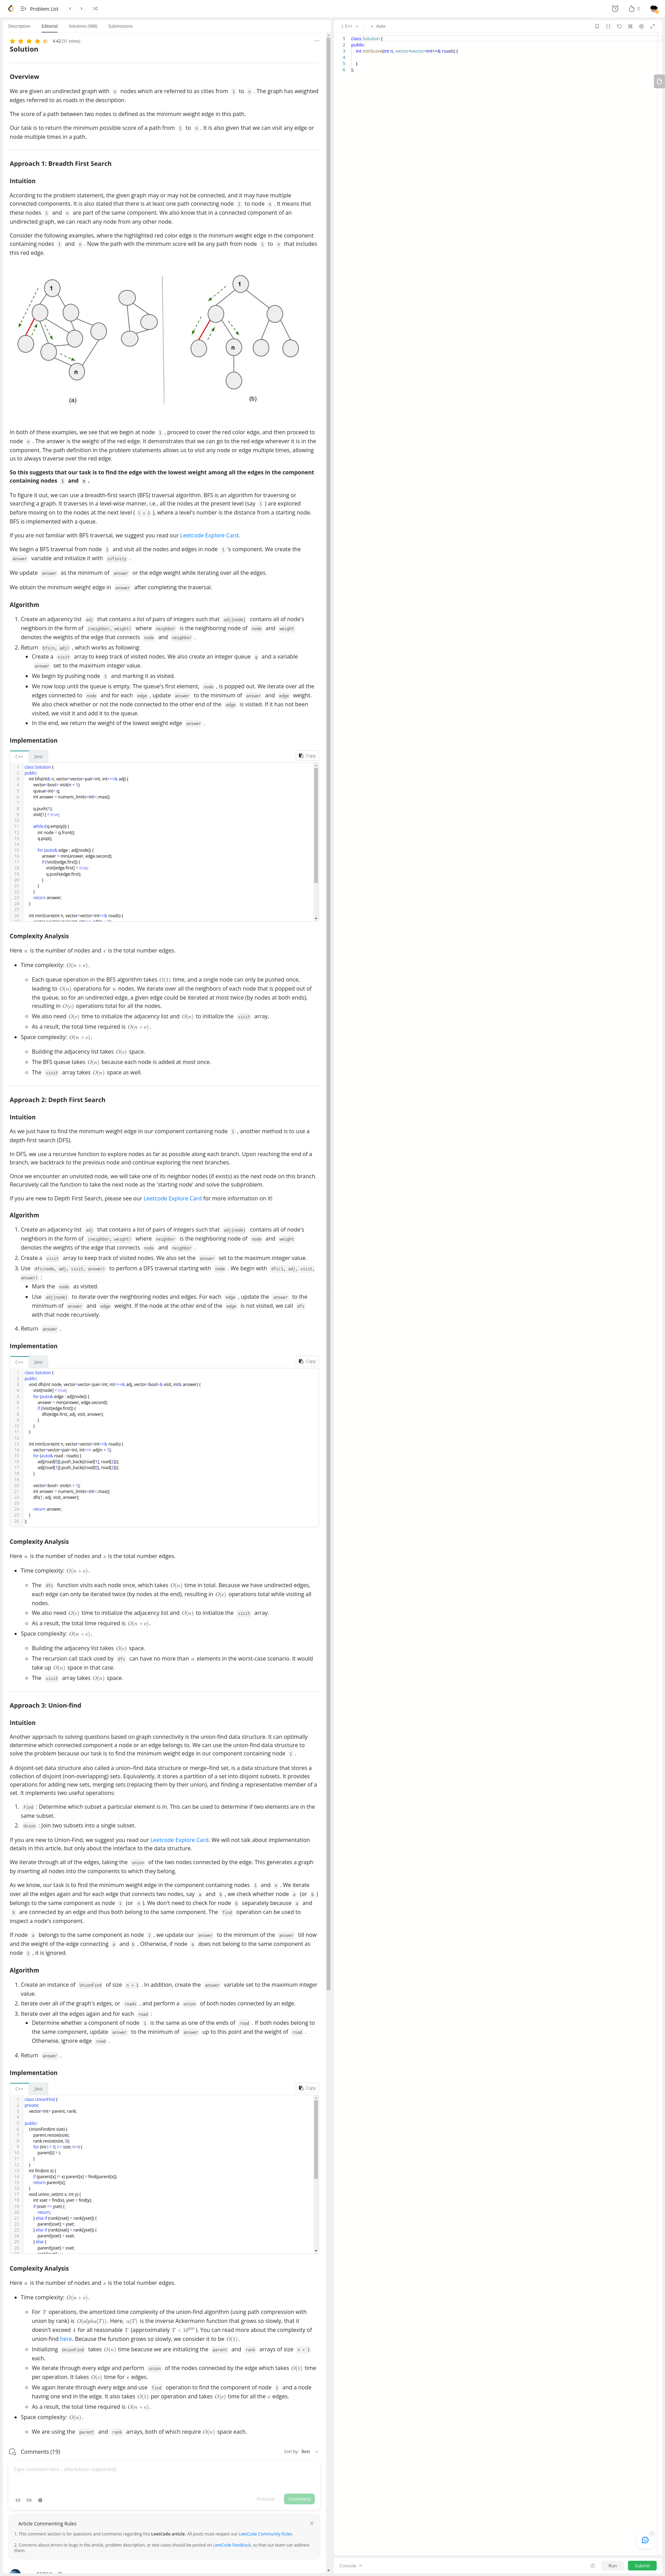 Problem List
0
Description
Editorial
Solutions (988)
Submissions
C++
Auto
4.42 (31 votes)
Solution
Overview
We are given an undirected graph with n nodes which are referred to as cities from 1 to n . The graph has weighted
edges referred to as roads in the description.
The score of a path between two nodes is defined as the minimum weight edge in this path.
Our task is to return the minimum possible score of a path from 1 to n . It is also given that we can visit any edge or
node multiple times in a path.
Approach 1: Breadth First Search
Intuition
According to the problem statement, the given graph may or may not be connected, and it may have multiple
connected components. It is also stated that there is at least one path connecting node 1 to node n . It means that
these nodes 1 and n are part of the same component. We also know that in a connected component of an
undirected graph, we can reach any node from any other node.
Consider the following examples, where the highlighted red color edge is the minimum weight edge in the component
containing nodes 1 and n . Now the path with the minimum score will be any path from node 1 to n that includes
this red edge.
1
n
(a)
1
n
(b)
In both of these examples, we see that we begin at node 1 , proceed to cover the red color edge, and then proceed to
node n . The answer is the weight of the red edge. It demonstrates that we can go to the red edge wherever it is in the
component. The path definition in the problem statements allows us to visit any node or edge multiple times, allowing
us to always traverse over the red edge.
So this suggests that our task is to find the edge with the lowest weight among all the edges in the component
containing nodes 1 and n .
To figure it out, we can use a breadth-first search (BFS) traversal algorithm. BFS is an algorithm for traversing or
searching a graph. It traverses in a level-wise manner, i.e., all the nodes at the present level (say l ) are explored
before moving on to the nodes at the next level ( l + 1 ), where a level's number is the distance from a starting node.
BFS is implemented with a queue.
If you are not familiar with BFS traversal, we suggest you read our Leetcode Explore Card.
We begin a BFS traversal from node 1 and visit all the nodes and edges in node 1 's component. We create the
answer variable and initialize it with infinity .
We update answer as the minimum of answer or the edge weight while iterating over all the edges.
We obtain the minimum weight edge in answer after completing the traversal.
Algorithm
1. Create an adjacency list adj that contains a list of pairs of integers such that adj[node] contains all of node's
neighbors in the form of (neighbor, weight) where neighbor is the neighboring node of node and weight
denotes the weights of the edge that connects node and neighbor .
2. Return bfs(n, adj) , which works as following:
Create a visit array to keep track of visited nodes. We also create an integer queue q and a variable
answer set to the maximum integer value.
We begin by pushing node 1 and marking it as visited.
We now loop until the queue is empty. The queue's first element, node , is popped out. We iterate over all the
edges connected to node and for each edge , update answer to the minimum of answer and edge weight.
We also check whether or not the node connected to the other end of the edge is visited. If it has not been
visited, we visit it and add it to the queue.
In the end, we return the weight of the lowest weight edge answer .
Implementation
C++
Java
Copy
1 class Solution {
2 public:
3 int bfs(int& n, vector<vector<pair<int, int>>>& adj) {
4 vector<bool> visit(n + 1);
5 queue<int> q;
6 int answer = numeric_limits<int>::max();
7
8 q.push(1);
9 visit[1] = true;
10
11 while (!q.empty()) {
12 int node = q.front();
13 q.pop();
14
15 for (auto& edge : adj[node]) {
16 answer = min(answer, edge.second);
17 if (!visit[edge.first]) {
18 visit[edge.first] = true;
19 q.push(edge.first);
20 }
21 }
22 }
23 return answer;
24 }
25
26 int minScore(int n, vector<vector<int>>& roads) {
Complexity Analysis
Here n is the number of nodes and e is the total number edges.
Time complexity: O(n + e).
Each queue operation in the BFS algorithm takes O(1) time, and a single node can only be pushed once,
leading to O(n) operations for n nodes. We iterate over all the neighbors of each node that is popped out of
the queue, so for an undirected edge, a given edge could be iterated at most twice (by nodes at both ends),
resulting in O(e) operations total for all the nodes.
We also need O(e) time to initialize the adjacency list and O(n) to initialize the visit array.
As a result, the total time required is O(n + e).
Space complexity: O(n + e).
Building the adjacency list takes O(e) space.
The BFS queue takes O(n) because each node is added at most once.
The visit array takes O(n) space as well.
Approach 2: Depth First Search
Intuition
As we just have to find the minimum weight edge in our component containing node 1 , another method is to use a
depth-first search (DFS).
In DFS, we use a recursive function to explore nodes as far as possible along each branch. Upon reaching the end of a
branch, we backtrack to the previous node and continue exploring the next branches.
Once we encounter an unvisited node, we will take one of its neighbor nodes (if exists) as the next node on this branch.
Recursively call the function to take the next node as the 'starting node' and solve the subproblem.
If you are new to Depth First Search, please see our Leetcode Explore Card for more information on it!
Algorithm
1. Create an adjacency list adj that contains a list of pairs of integers such that adj[node] contains all of node's
neighbors in the form of (neighbor, weight) where neighbor is the neighboring node of node and weight
denotes the weights of the edge that connects node and neighbor .
2. Create a visit array to keep track of visited nodes. We also set the answer set to the maximum integer value.
3. Use dfs(node, adj, visit, answer) to perform a DFS traversal starting with node . We begin with dfs(1, adj, visit,
answer) :
Mark the node as visited.
Use adj[node] to iterate over the neighboring nodes and edges. For each edge , update the answer to the
minimum of answer and edge weight. If the node at the other end of the edge is not visited, we call dfs
with that node recursively.
4. Return answer .
Implementation
C++
Java
Copy
1 class Solution {
2 public:
3 void dfs(int node, vector<vector<pair<int, int>>>& adj, vector<bool>& visit, int& answer) {
4 visit[node] = true;
5 for (auto& edge : adj[node]) {
6 answer = min(answer, edge.second);
7 if (!visit[edge.first]) {
8 dfs(edge.first, adj, visit, answer);
9 }
10 }
11 }
12
13 int minScore(int n, vector<vector<int>>& roads) {
14 vector<vector<pair<int, int>>> adj(n + 1);
15 for (auto& road : roads) {
16 adj[road[0]].push_back({road[1], road[2]});
17 adj[road[1]].push_back({road[0], road[2]});
18 }
19
20 vector<bool> visit(n + 1);
21 int answer = numeric_limits<int>::max();
22 dfs(1, adj, visit, answer);
23
24 return answer;
25 }
26 };
Complexity Analysis
Here n is the number of nodes and e is the total number edges.
Time complexity: O(n + e).
The dfs function visits each node once, which takes O(n) time in total. Because we have undirected edges,
each edge can only be iterated twice (by nodes at the end), resulting in O(e) operations total while visiting all
nodes.
We also need O(e) time to initialize the adjacency list and O(n) to initialize the visit array.
As a result, the total time required is O(n + e).
Space complexity: O(n + e).
Building the adjacency list takes O(e) space.
The recursion call stack used by dfs can have no more than n elements in the worst-case scenario. It would
take up O(n) space in that case.
The visit array takes O(n) space.
Approach 3: Union-find
Intuition
Another approach to solving questions based on graph connectivity is the union-find data structure. It can optimally
determine which connected component a node or an edge belongs to. We can use the union-find data structure to
solve the problem because our task is to find the minimum weight edge in our component containing node 1 .
A disjoint-set data structure also called a union–find data structure or merge–find set, is a data structure that stores a
collection of disjoint (non-overlapping) sets. Equivalently, it stores a partition of a set into disjoint subsets. It provides
operations for adding new sets, merging sets (replacing them by their union), and finding a representative member of a
set. It implements two useful operations:
1. Find : Determine which subset a particular element is in. This can be used to determine if two elements are in the
same subset.
2. Union : Join two subsets into a single subset.
If you are new to Union-Find, we suggest you read our Leetcode Explore Card. We will not talk about implementation
details in this article, but only about the interface to the data structure.
We iterate through all of the edges, taking the union of the two nodes connected by the edge. This generates a graph
by inserting all nodes into the components to which they belong.
As we know, our task is to find the minimum weight edge in the component containing nodes 1 and n . We iterate
over all the edges again and for each edge that connects two nodes, say a and b , we check whether node a (or b )
belongs to the same component as node 1 (or n ). We don't need to check for node b separately because a and
b are connected by an edge and thus both belong to the same component. The find operation can be used to
inspect a node's component.
If node a belongs to the same component as node 1 , we update our answer to the minimum of the answer till now
and the weight of the edge connecting a and b . Otherwise, if node a does not belong to the same component as
node 1 , it is ignored.
Algorithm
1. Create an instance of UnionFind of size n + 1 . In addition, create the answer variable set to the maximum integer
value.
2. Iterate over all of the graph's edges, or roads , and perform a union of both nodes connected by an edge.
3. Iterate over all the edges again and for each road :
Determine whether a component of node 1 is the same as one of the ends of road . If both nodes belong to
the same component, update answer to the minimum of answer up to this point and the weight of road .
Otherwise, ignore edge road .
4. Return answer .
Implementation
C++
Java
Copy
1 class UnionFind {
2 private:
3 vector<int> parent, rank;
4
5 public:
6 UnionFind(int size) {
7 parent.resize(size);
8 rank.resize(size, 0);
9 for (int i = 0; i < size; i++) {
10 parent[i] = i;
11 }
12 }
13 int find(int x) {
14 if (parent[x] != x) parent[x] = find(parent[x]);
15 return parent[x];
16 }
17 void union_set(int x, int y) {
18 int xset = find(x), yset = find(y);
19 if (xset == yset) {
20 return;
21 } else if (rank[xset] < rank[yset]) {
22 parent[xset] = yset;
23 } else if (rank[xset] > rank[yset]) {
24 parent[yset] = xset;
25 } else {
26 parent[yset] = xset;
Complexity Analysis
Here n is the number of nodes and e is the total number edges.
Time complexity: O(n + e).
For T operations, the amortized time complexity of the union-find algorithm (using path compression with
union by rank) is O(alpha(T)). Here, α(T) is the inverse Ackermann function that grows so slowly, that it
doesn't exceed 4 for all reasonable T (approximately T < 10^600). You can read more about the complexity of
union-find here. Because the function grows so slowly, we consider it to be O(1).
Initializing UnionFind takes O(n) time beacuse we are initializing the parent and rank arrays of size n + 1
each.
We iterate through every edge and perform union of the nodes connected by the edge which takes O(1) time
per operation. It takes O(e) time for e edges.
We again iterate through every edge and use find operation to find the component of node 1 and a node
having one end in the edge. It also takes O(1) per operation and takes O(e) time for all the e edges.
As a result, the total time required is O(n + e).
Space complexity: O(n).
We are using the parent and rank arrays, both of which require O(n) space each.
Comments (19)
Sort by: Best
Type comment here... (Markdown supported)
Preview
Comment
Article Commenting Rules
1. This comment section is for questions and comments regarding this LeetCode article. All posts must respect our LeetCode Community Rules.
2. Concerns about errors or bugs in the article, problem description, or test cases should be posted on LeetCode Feedback, so that our team can address
them.
1 class Solution {
2 public:
3 int minScore(int n, vector<vector<int>>& roads) {
4
5 }
6 };
Console
Run
Submit